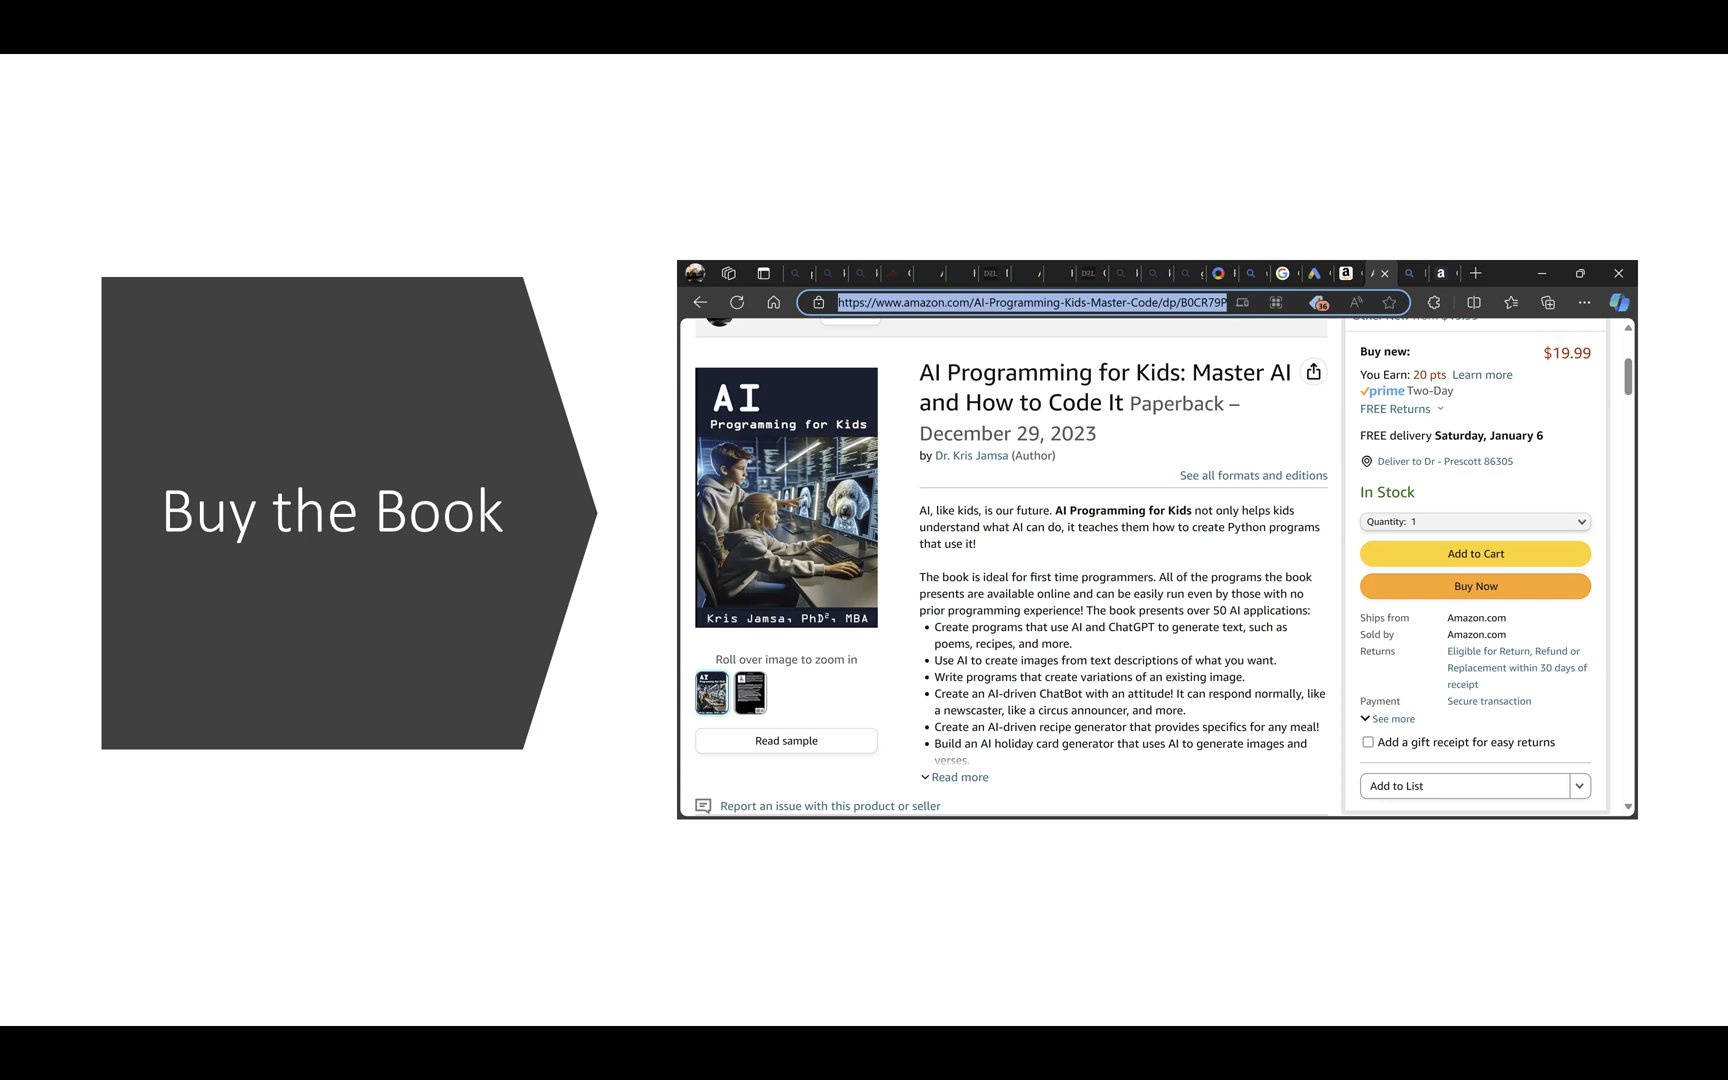 Buy the Book
https://www.amazon.com/AI-Programming-Kids-Master-Code/dp/B0CR79P
36
AI
Programming for Kids
Kris Jamsa, PhD², MBA
Roll over image to zoom in
Read sample
Report an issue with this product or seller
AI Programming for Kids: Master AI
and How to Code It Paperback –
December 29, 2023
by Dr. Kris Jamsa (Author)
See all formats and editions
AI, like kids, is our future. AI Programming for Kids not only helps kids
understand what AI can do, it teaches them how to create Python programs
that use it!
The book is ideal for first time programmers. All of the programs the book
presents are available online and can be easily run even by those with no
prior programming experience! The book presents over 50 AI applications:
• Create programs that use AI and ChatGPT to generate text, such as
poems, recipes, and more.
• Use AI to create images from text descriptions of what you want.
• Write programs that create variations of an existing image.
• Create an AI-driven ChatBot with an attitude! It can respond normally, like
a newscaster, like a circus announcer, and more.
• Create an AI-driven recipe generator that provides specifics for any meal!
• Build an AI holiday card generator that uses AI to generate images and
verses.
Read more
Buy new:
$19.99
You Earn: 20 pts Learn more
prime Two-Day
FREE Returns
FREE delivery Saturday, January 6
Deliver to Dr - Prescott 86305
In Stock
Quantity: 1
Add to Cart
Buy Now
Ships from Amazon.com
Sold by Amazon.com
Returns Eligible for Return, Refund or
Replacement within 30 days of
receipt
Payment Secure transaction
See more
Add a gift receipt for easy returns
Add to List